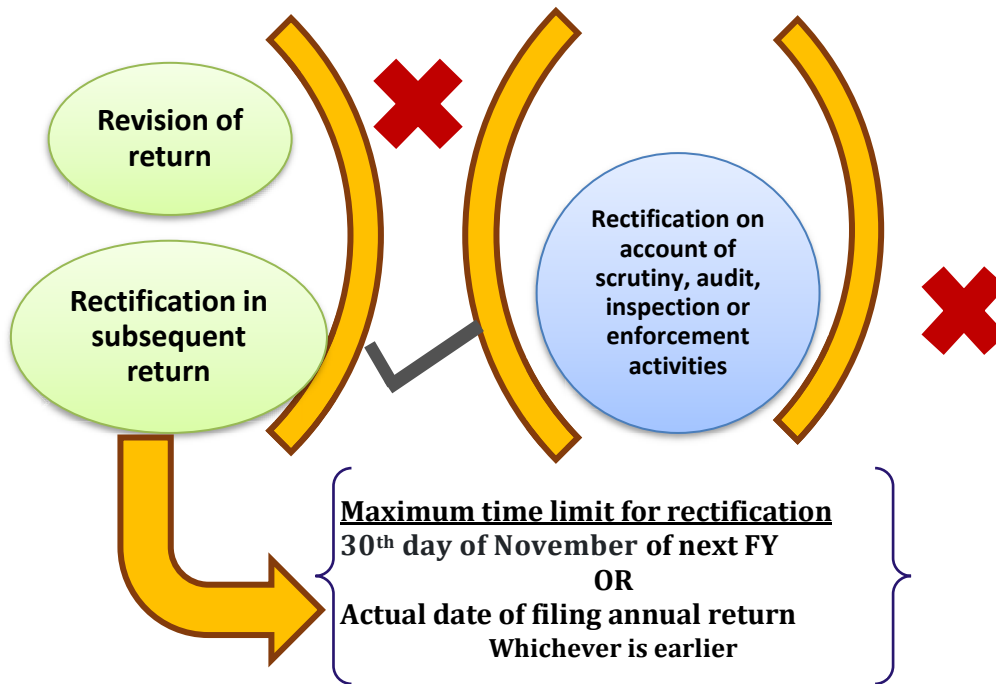 Revision of
return
Rectification in
subsequent
return
Rectification on
account of
scrutiny, audit,
inspection or
enforcement
activities
Maximum time limit for rectification
30th day of November of next FY
OR
Actual date of filing annual return
Whichever is earlier